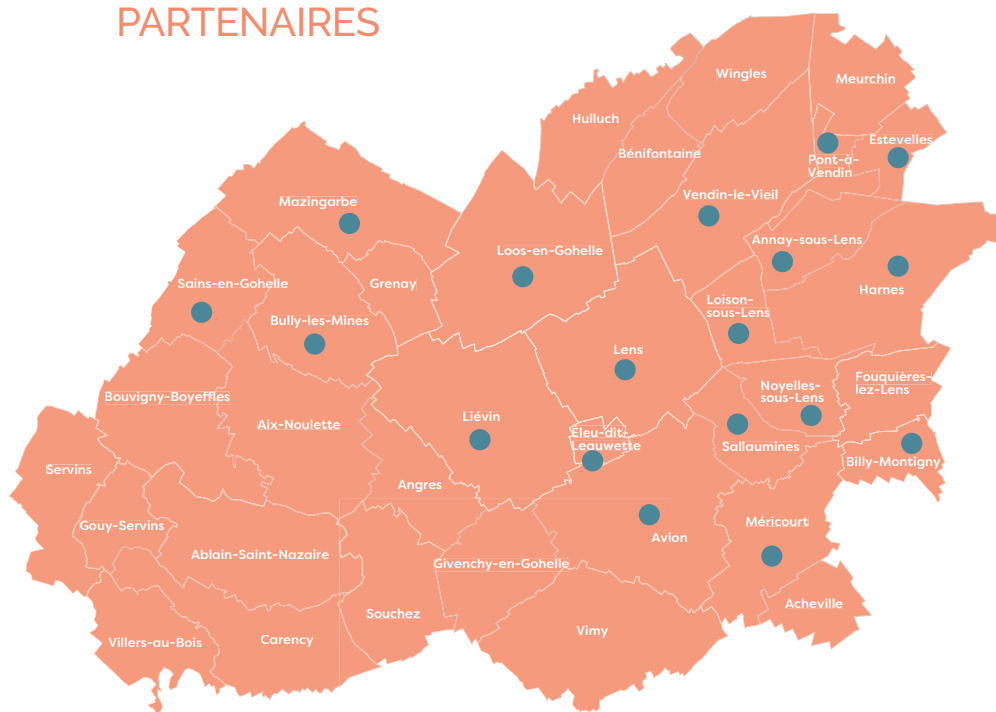 PARTENAIRES
Wingles
Meurchin
Hulluch
Bénifontaine
Estevelles
Pont-à-
Vendin
Mazingarbe
Vendin-le-Vieil
Annay-sous-Lens
Loos-en-Gohelle
Sains-en-Gohelle
Grenay
Harnes
Loison-
sous-Lens
Bully-les-Mines
Lens
Bouvigny-Boyeffles
Noyelles-
sous-Lens
Fouquières-
lez-Lens
Aix-Noulette
Liévin
Eleu-dit-
Leauwette
Sallaumines
Billy-Montigny
Servins
Angres
Gouy-Servins
Méricourt
Avion
Ablain-Saint-Nazaire
Givenchy-en-Gohelle
Acheville
Souchez
Villers-au-Bois
Carency
Vimy